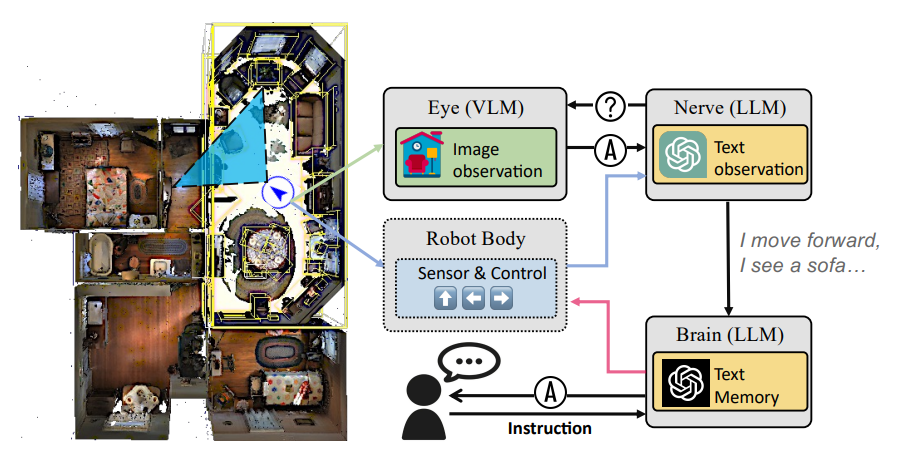 Eye (VLM)
Image
observation
?
A
Nerve (LLM)
Text
observation
Robot Body
Sensor & Control
I move forward,
I see a sofa…
Brain (LLM)
Text
Memory
A
Instruction